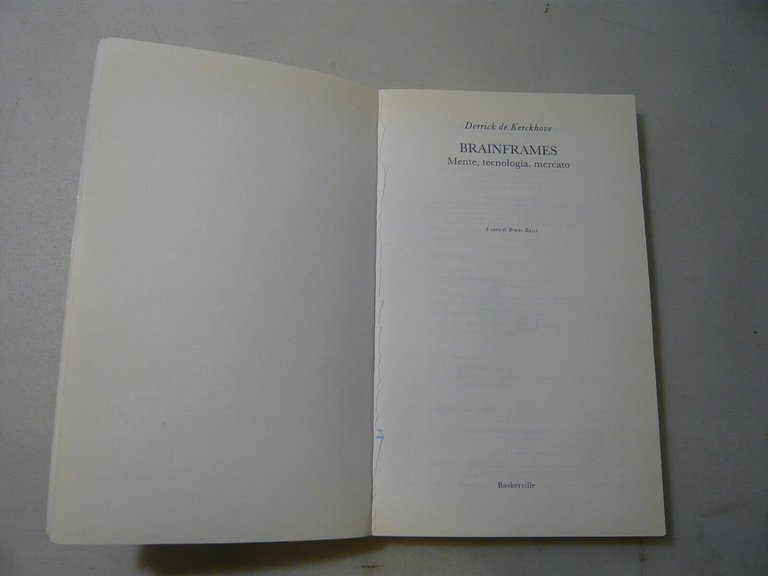 Derrick de Kerckhove
BRAINFRAMES
Mente, tecnologia, mercato
A cura di Bruno Bassi
Baskerville